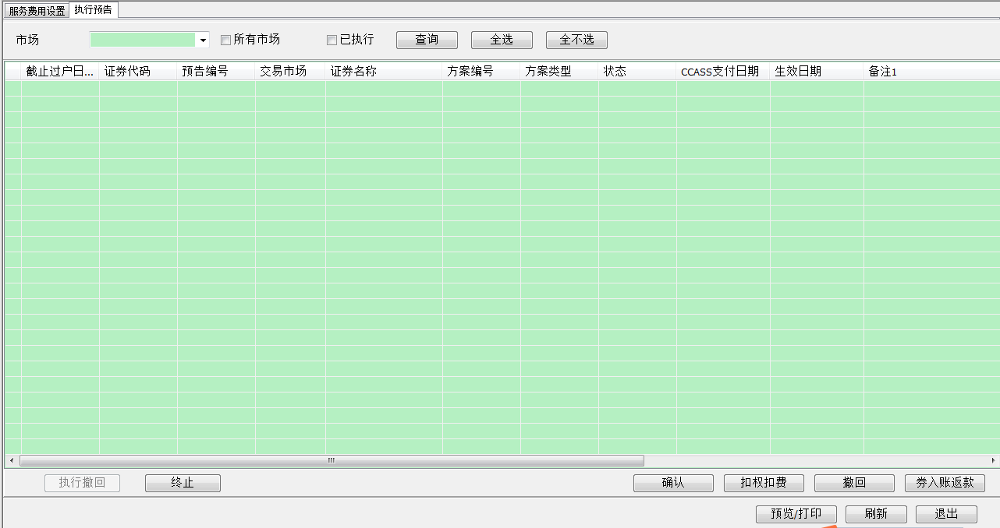 服务费用设置 执行预告
市场 所有市场 已执行 查询 全选 全不选
截止过户日... 证券代码 预告编号 交易市场 证券名称 方案编号 方案类型 状态 CCASS支付日期 生效日期 备注1
执行撤回 终止 确认 扣权扣费 撤回 券入账返款
预览/打印 刷新 退出